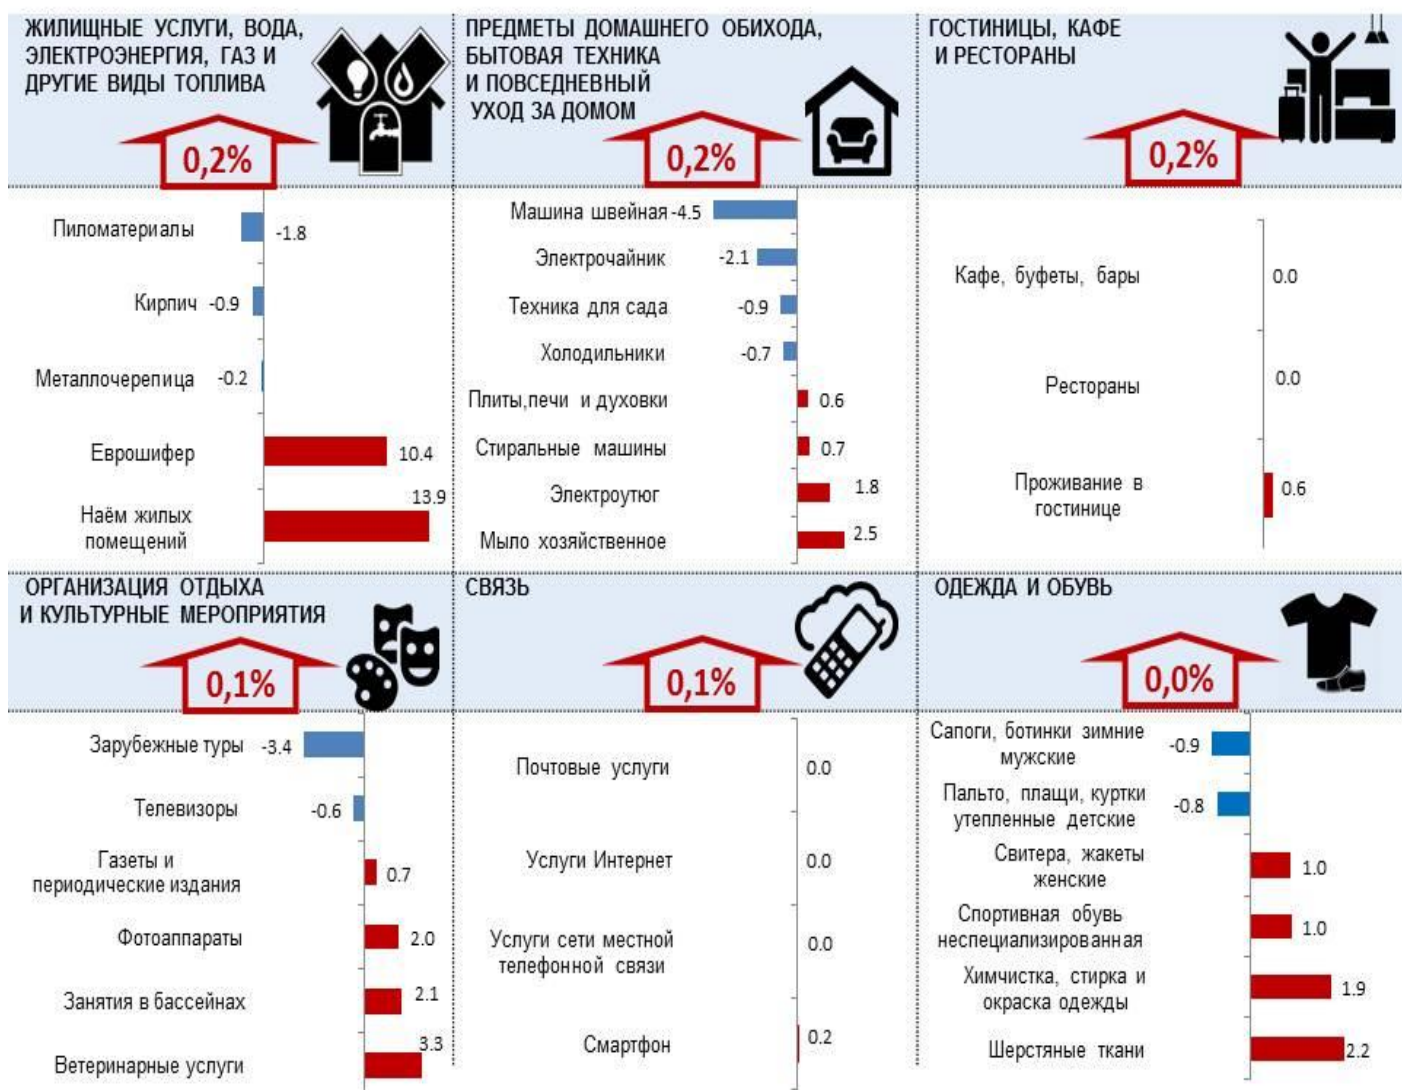 ЖИЛИЩНЫЕ УСЛУГИ, ВОДА,
ЭЛЕКТРОЭНЕРГИЯ, ГАЗ И
ДРУГИЕ ВИДЫ ТОПЛИВА
0,2%
Пиломатериалы -1.8
Кирпич -0.9
Металлочерепица -0.2
Еврошифер 10.4
13.9
Наём жилых
помещений
ПРЕДМЕТЫ ДОМАШНЕГО ОБИХОДА,
БЫТОВАЯ ТЕХНИКА
И ПОВСЕДНЕВНЫЙ
УХОД ЗА ДОМОМ
0,2%
Машина швейная -4.5
Электрочайник -2.1
Техника для сада -0.9
Холодильники -0.7
Плиты,печи и духовки 0.6
Стиральные машины 0.7
Электроутюг 1.8
Мыло хозяйственное 2.5
ГОСТИНИЦЫ, КАФЕ
И РЕСТОРАНЫ
0,2%
Кафе, буфеты, бары 0.0
Рестораны 0.0
Проживание в
гостинице 0.6
ОРГАНИЗАЦИЯ ОТДЫХА
И КУЛЬТУРНЫЕ МЕРОПРИЯТИЯ
0,1%
Зарубежные туры -3.4
Телевизоры -0.6
Газеты и
периодические издания 0.7
Фотоаппараты 2.0
Занятия в бассейнах 2.1
Ветеринарные услуги 3.3
СВЯЗЬ
0,1%
Почтовые услуги 0.0
Услуги Интернет 0.0
Услуги сети местной
телефонной связи 0.0
Смартфон 0.2
ОДЕЖДА И ОБУВЬ
0,0%
Сапоги, ботинки зимние
мужские -0.9
Пальто, плащи, куртки
утепленные детские -0.8
Свитера, жакеты
женские 1.0
Спортивная обувь
неспециализированная 1.0
Химчистка, стирка и
окраска одежды 1.9
Шерстяные ткани 2.2